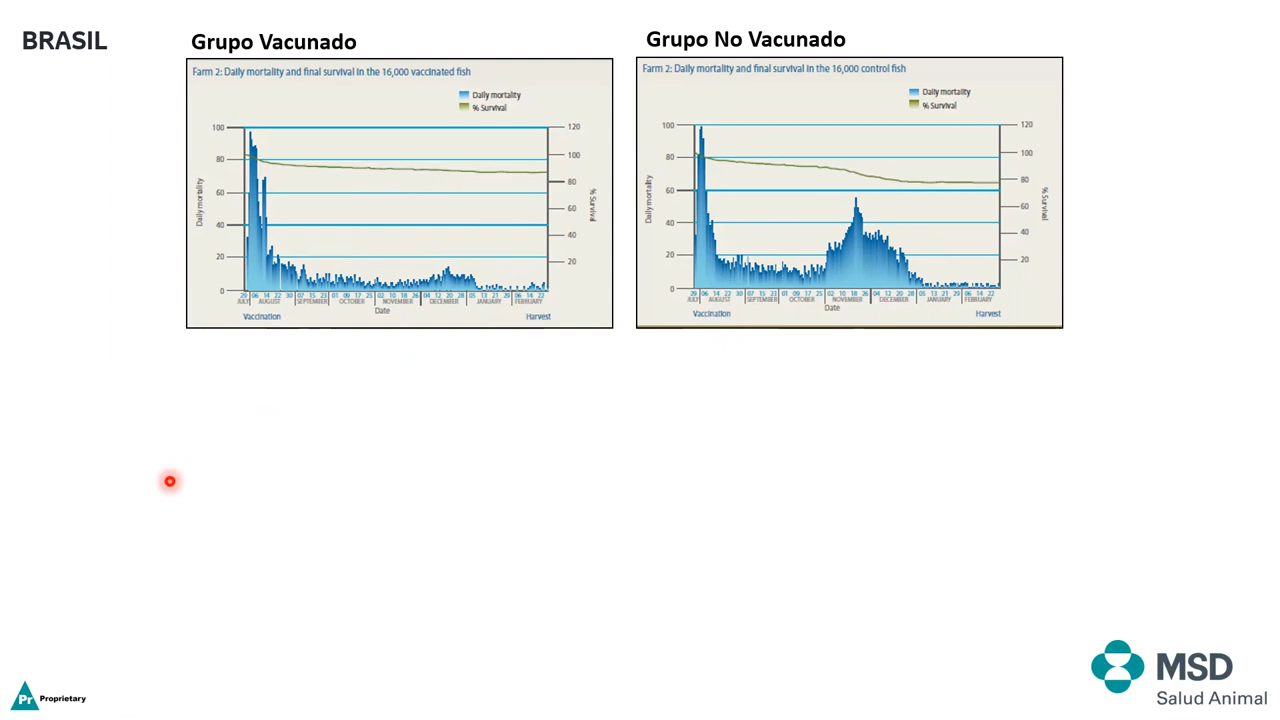 BRASIL
Grupo Vacunado
Farm 2: Daily mortality and final survival in the 16,000 vaccinated fish
Daily mortality
% Survival
100
80
60
40
20
0
Daily mortality
120
100
80
60
40
20
% Survival
29 06 14 22 30 07 15 23 01 09 17 25 02 10 18 26 04 12 20 28 05 13 21 29 06 14 22
JULY AUGUST SEPTEMBER OCTOBER NOVEMBER DECEMBER JANUARY FEBRUARY
Date
Vaccination
Harvest
Grupo No Vacunado
Farm 2: Daily mortality and final survival in the 16,000 control fish
Daily mortality
% Survival
100
80
60
40
20
0
Daily mortality
120
100
80
60
40
20
% Survival
29 06 14 22 30 07 15 23 01 09 17 25 02 10 18 26 04 12 20 28 05 13 21 29 06 14 22
JULY AUGUST SEPTEMBER OCTOBER NOVEMBER DECEMBER JANUARY FEBRUARY
Date
Vaccination
Harvest
Pr Proprietary
MSD
Salud Animal